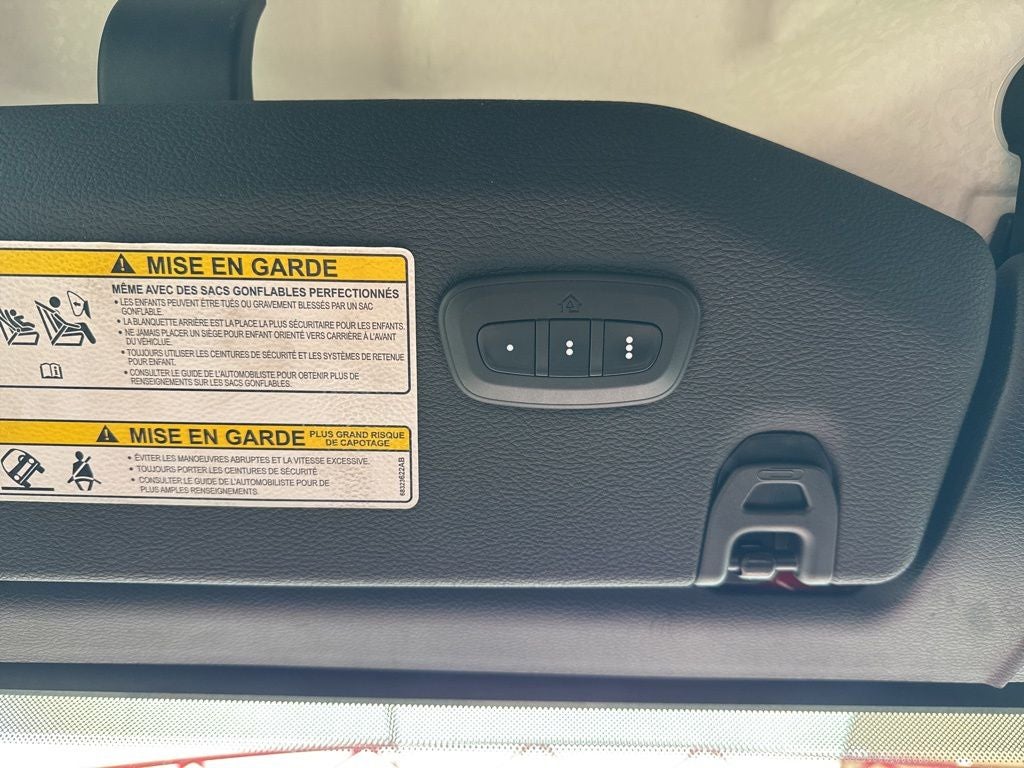 MISE EN GARDE
MÊME AVEC DES SACS GONFLABLES PERFECTIONNÉS
• LES ENFANTS PEUVENT ÊTRE TUÉS OU GRAVEMENT BLESSÉS PAR UN SAC
GONFLABLE.
• LA BLANQUETTE ARRIÈRE EST LA PLACE LA PLUS SÉCURITAIRE POUR LES ENFANTS.
• NE JAMAIS PLACER UN SIÈGE POUR ENFANT ORIENTÉ VERS L'ARRIÈRE À L'AVANT
DU VÉHICLUE.
• TOUJOURS UTILISER LES CEINTURES DE SÉCURITÉ ET LES SYSTÈMES DE RETENUE
POUR ENFANT.
• CONSULTER LE GUIDE DE L'AUTOMOBILISTE POUR OBTENIR PLUS DE
RENSEIGNEMENTS SUR LES SACS GONFLABLES.
MISE EN GARDE PLUS GRAND RISQUE
DE CAPOTAGE
• ÉVITER LES MANOEUVRES ABRUPTES ET LA VITESSE EXCESSIVE.
• TOUJOURS PORTER LES CEINTURES DE SÉCURITÉ
• CONSULTER LE GUIDE DE L'AUTOMOBILISTE POUR DE
PLUS AMPLES RENSEIGNEMENTS.
68323622AB